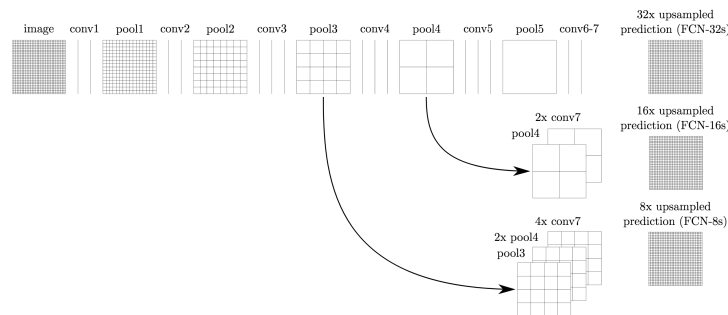 image conv1 pool1 conv2 pool2 conv3 pool3 conv4 pool4 conv5 pool5 conv6-7
32x upsampled
prediction (FCN-32s)
16x upsampled
prediction (FCN-16s)
2x conv7
pool4
8x upsampled
prediction (FCN-8s)
4x conv7
2x pool4
pool3